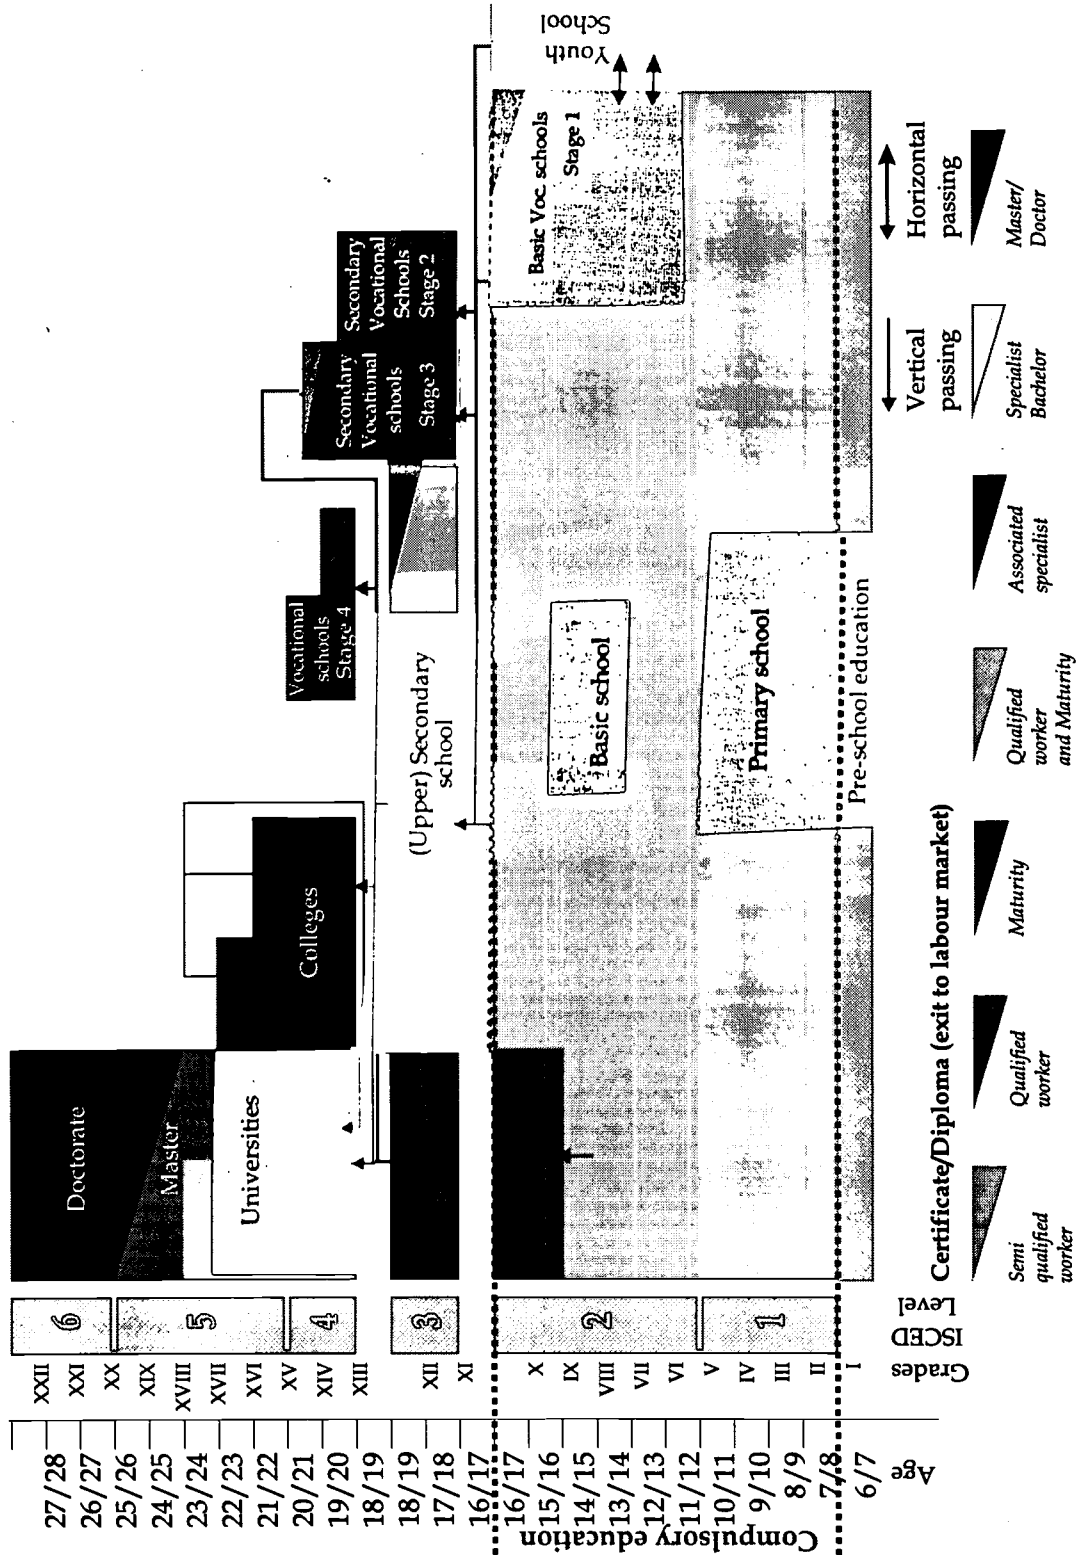 Doctorate
Master
Universities
Colleges
Vocational
schools
Stage 4
Secondary
Vocational
schools
Stage 3
Secondary
Vocational
Schools
Stage 2
(Upper) Secondary
school
Basic school
Basic Voc. schools
Stage 1
Youth
School
Primary school
Pre-school education
27/28
26/27
25/26
24/25
23/24
22/23
21/22
20/21
19/20
18/19
18/19
17/18
16/17
16/17
15/16
14/15
13/14
12/13
11/12
10/11
9/10
8/9
7/8
6/7
Age
Compulsory education
XXII
XXI
XX
XIX
XVIII
XVII
XVI
XV
XIV
XIII
XII
XI
X
IX
VIII
VII
VI
V
IV
III
II
I
Grades
6
5
4
3
2
1
ISCED
Level
Certificate/Diploma (exit to labour market)
Vertical
passing
Horizontal
passing
Semi
qualified
worker
Qualified
worker
Maturity
Qualified
worker
and Maturity
Associated
specialist
Specialist
Bachelor
Master/
Doctor